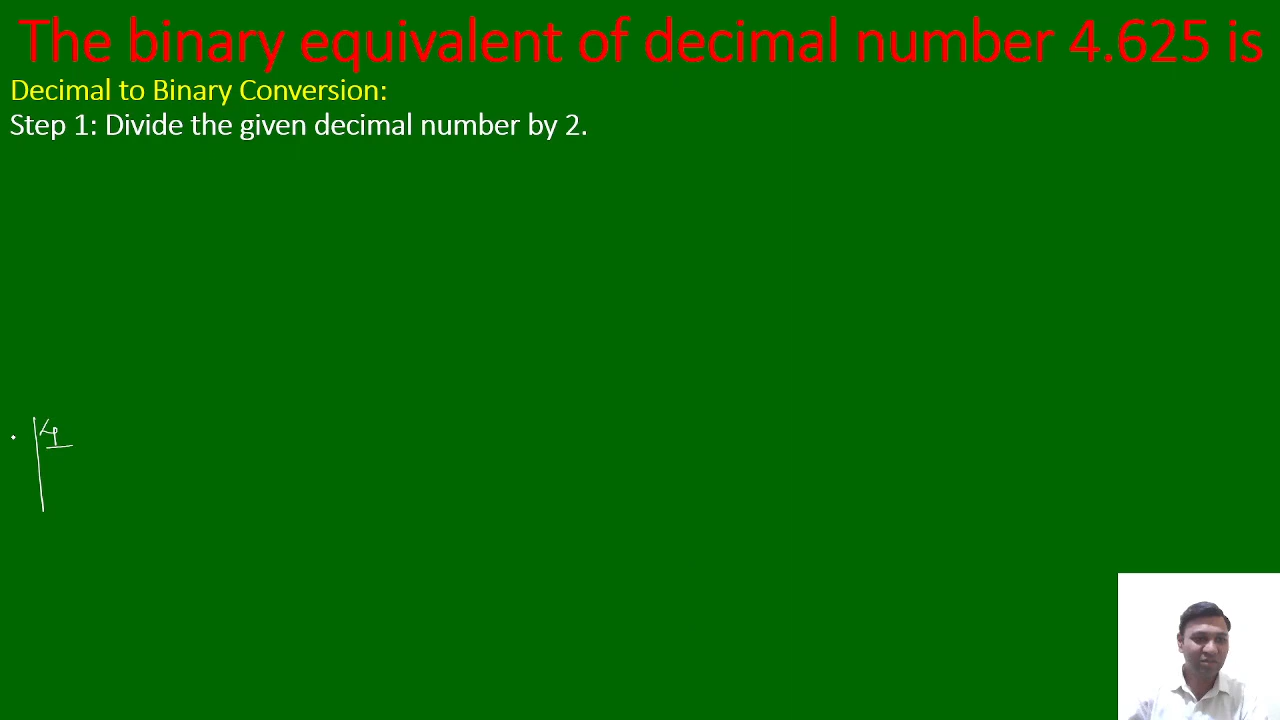 The binary equivalent of decimal number 4.625 is
Decimal to Binary Conversion:
Step 1: Divide the given decimal number by 2.
4